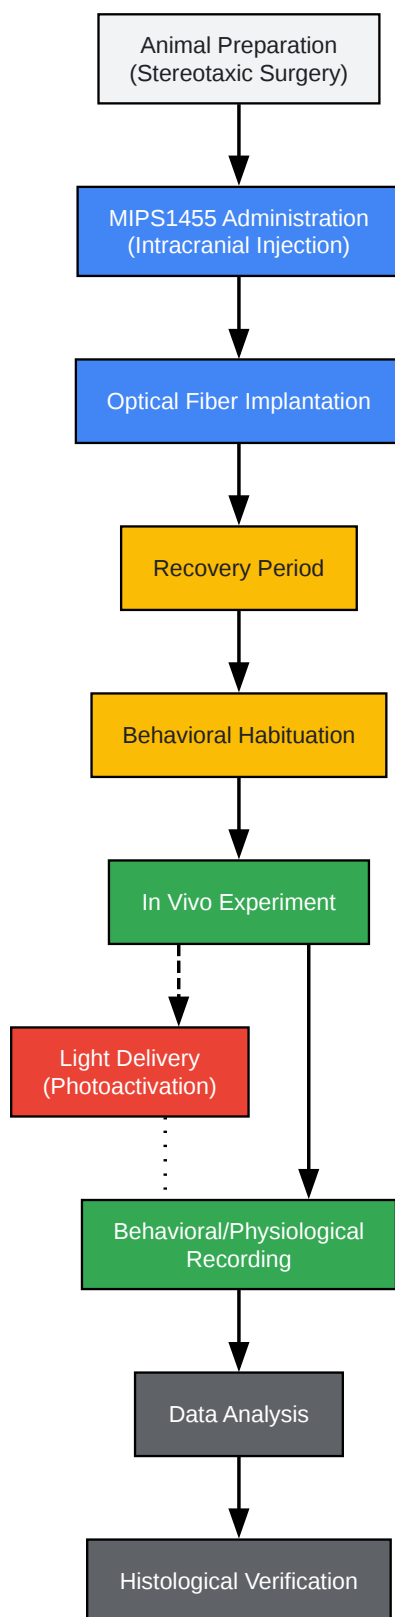 Animal Preparation
(Stereotaxic Surgery)
MIPS1455 Administration
(Intracranial Injection)
Optical Fiber Implantation
Recovery Period
Behavioral Habituation
In Vivo Experiment
Light Delivery
(Photoactivation)
Behavioral/Physiological
Recording
Data Analysis
Histological Verification